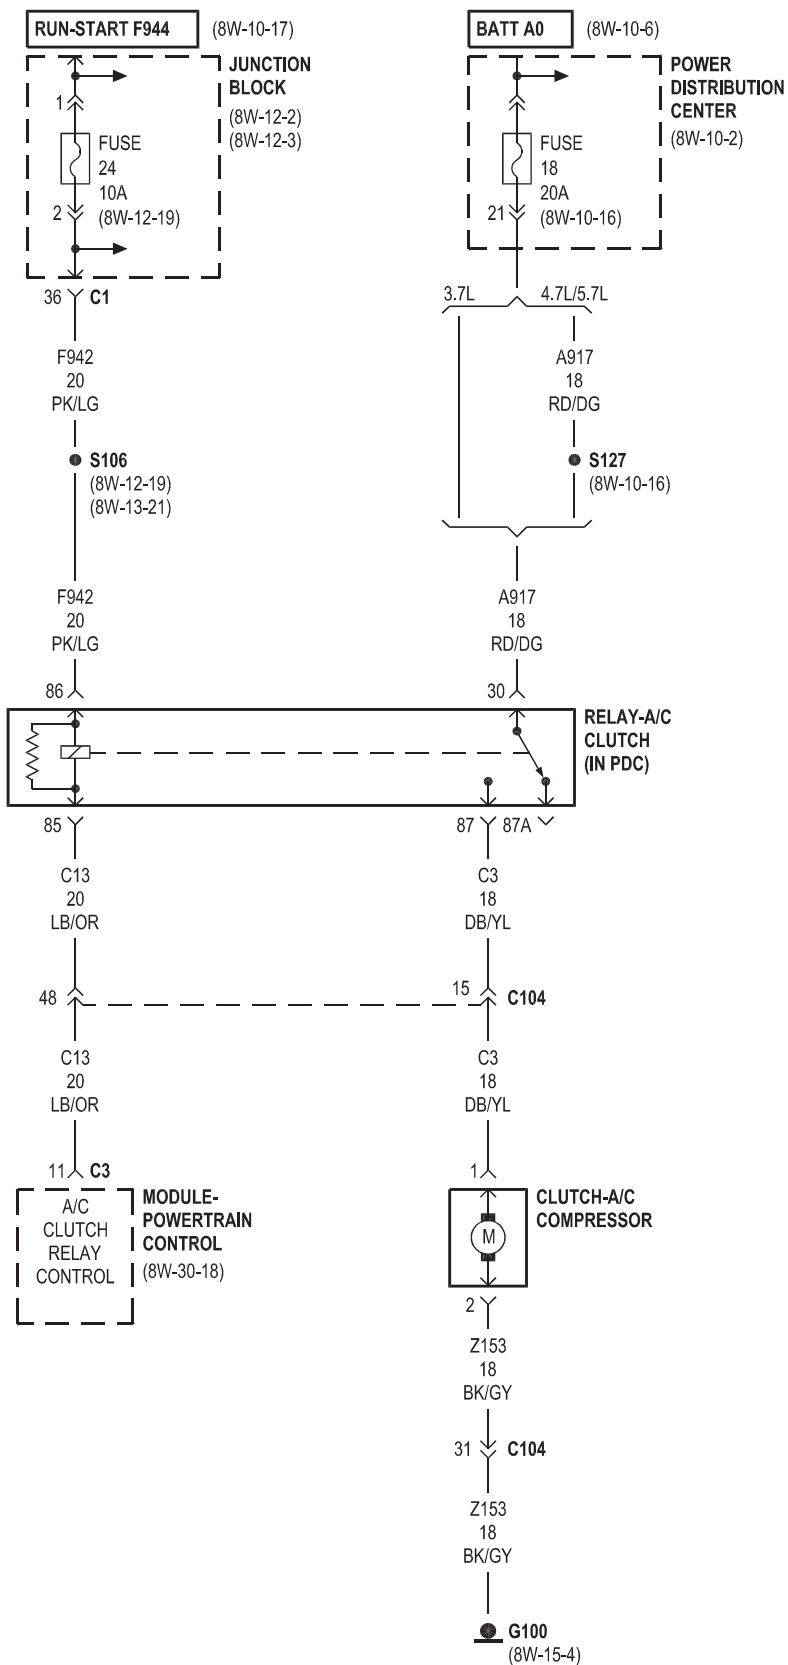 RUN-START F944 (8W-10-17)
BATT A0 (8W-10-6)
JUNCTION
BLOCK
(8W-12-2)
(8W-12-3)
1
FUSE
24
10A
(8W-12-19)
2
36 C1
F942
20
PK/LG
S106
(8W-12-19)
(8W-13-21)
F942
20
PK/LG
86
POWER
DISTRIBUTION
CENTER
(8W-10-2)
FUSE
18
20A
(8W-10-16)
21
3.7L 4.7L/5.7L
A917
18
RD/DG
S127
(8W-10-16)
A917
18
RD/DG
30
RELAY-A/C
CLUTCH
(IN PDC)
85
87 87A
C13
20
LB/OR
C3
18
DB/YL
48
15 C104
C13
20
LB/OR
C3
18
DB/YL
11 C3
A/C
CLUTCH
RELAY
CONTROL
MODULE-
POWERTRAIN
CONTROL
(8W-30-18)
1
M
CLUTCH-A/C
COMPRESSOR
2
Z153
18
BK/GY
31 C104
Z153
18
BK/GY
G100
(8W-15-4)